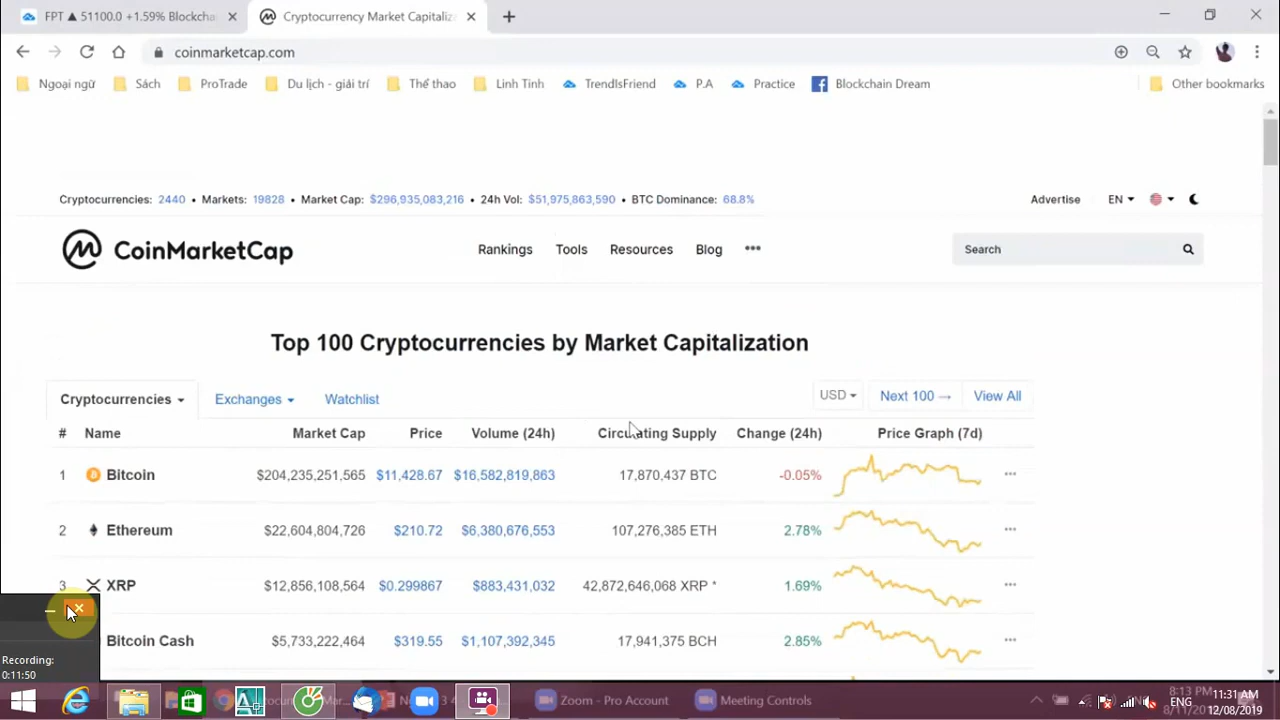 FPT ▲ 51100.0 +1.59% Blockcha
Cryptocurrency Market Capitaliz
coinmarketcap.com
Ngoại ngữ
Sách
ProTrade
Du lịch - giải trí
Thể thao
Linh Tinh
TrendIsFriend
P.A
Practice
Blockchain Dream
Other bookmarks
Cryptocurrencies: 2440 • Markets: 19828 • Market Cap: $296,935,083,216 • 24h Vol: $51,975,863,590 • BTC Dominance: 68.8%
Advertise
EN
CoinMarketCap
Rankings
Tools
Resources
Blog
Search
Top 100 Cryptocurrencies by Market Capitalization
Cryptocurrencies
Exchanges
Watchlist
USD
Next 100 →
View All
# Name Market Cap Price Volume (24h) Circulating Supply Change (24h) Price Graph (7d)
1 Bitcoin $204,235,251,565 $11,428.67 $16,582,819,863 17,870,437 BTC -0.05%
2 Ethereum $22,604,804,726 $210.72 $6,380,676,553 107,276,385 ETH 2.78%
3 XRP $12,856,108,564 $0.299867 $883,431,032 42,872,646,068 XRP * 1.69%
Bitcoin Cash $5,733,222,464 $319.55 $1,107,392,345 17,941,375 BCH 2.85%
Recording:
0:11:50
Zoom - Pro Account
Meeting Controls
ENG
8:13 PM
11:31 AM
12/08/2019